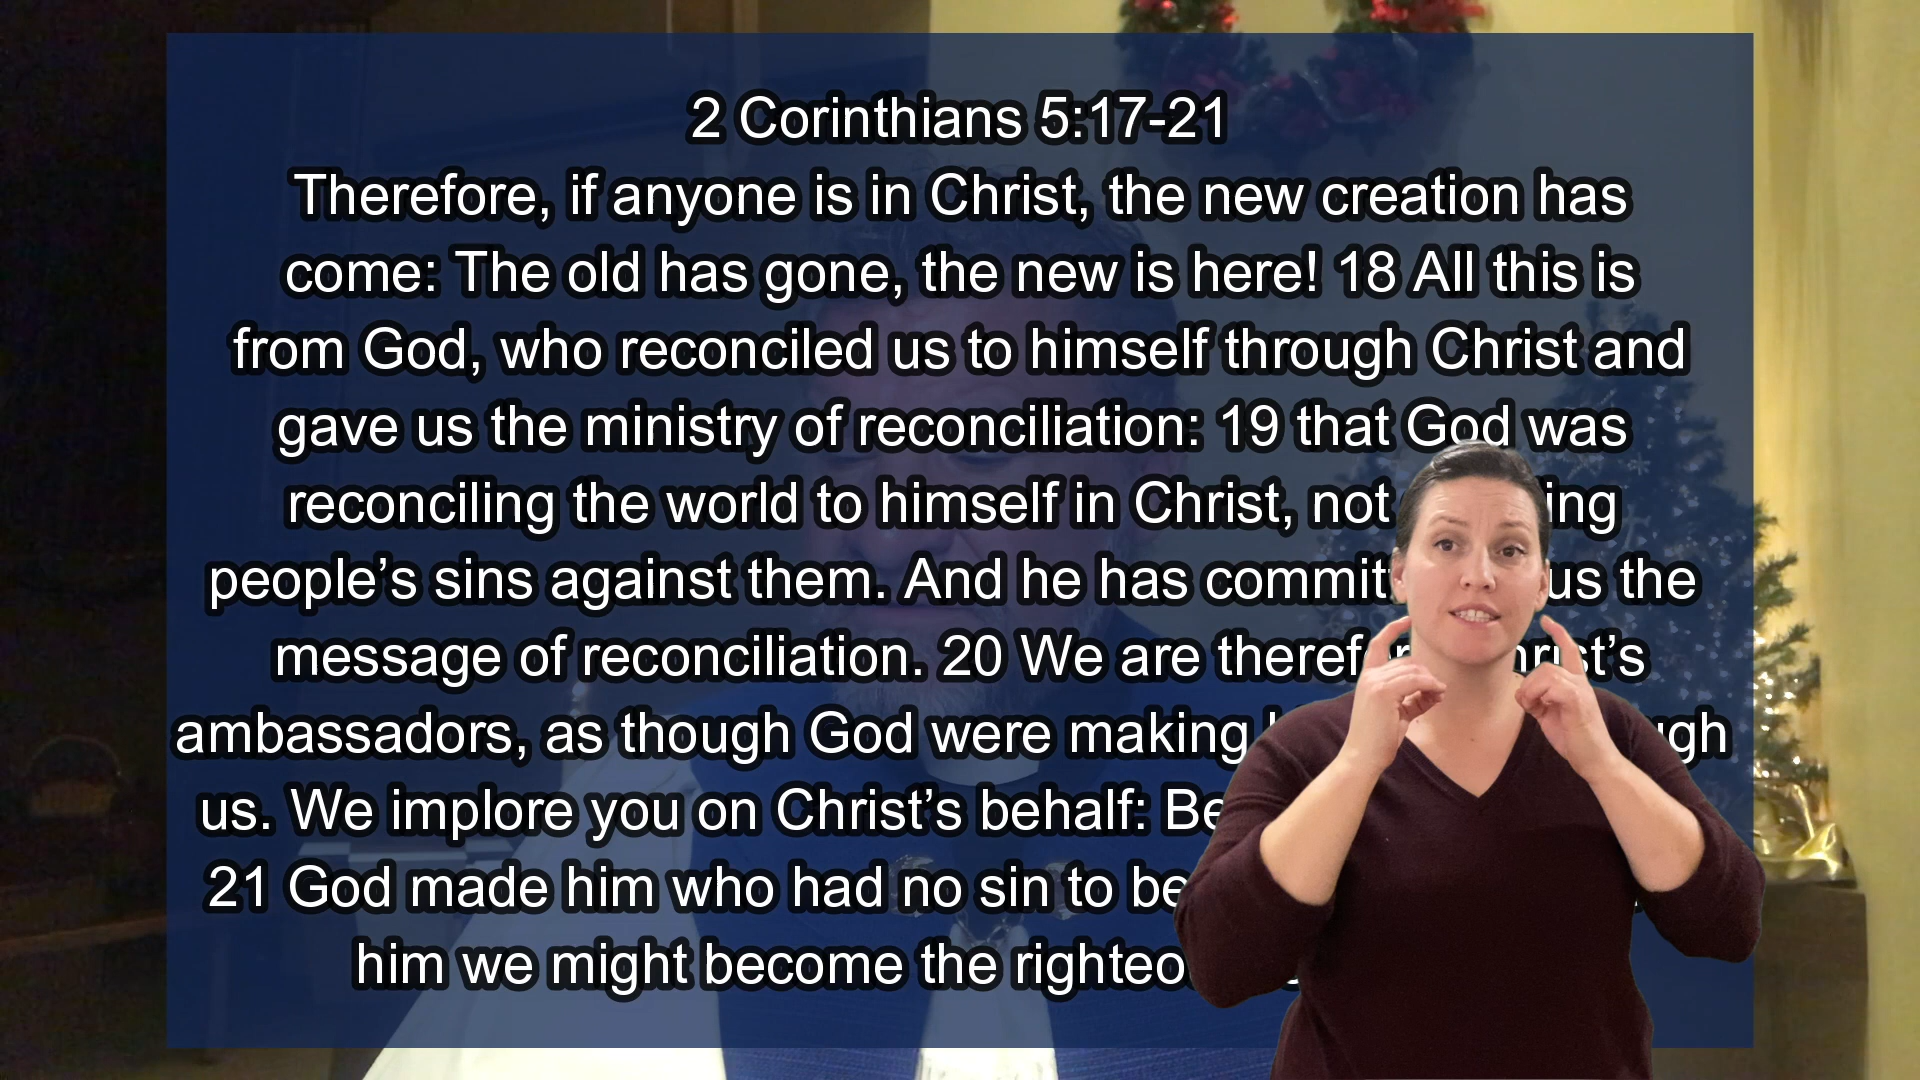 2 Corinthians 5:17-21
Therefore, if anyone is in Christ, the new creation has
come: The old has gone, the new is here! 18 All this is
from God, who reconciled us to himself through Christ and
gave us the ministry of reconciliation: 19 that God was
reconciling the world to himself in Christ, not
people’s sins against them. And he has us the
message of reconciliation. 20 We are
ambassadors, as though God were making
us. We implore you on Christ’s behalf:
21 God made him who had no sin to
him we might become the